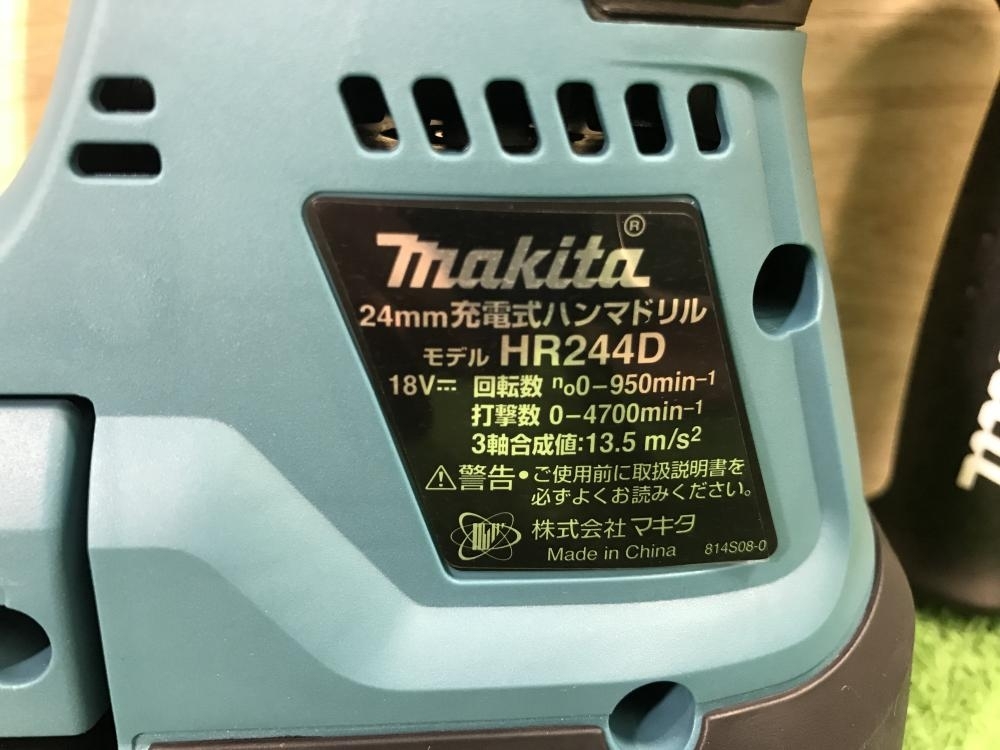 makita®
24mm充電式ハンマドリル
モデル HR244D
18V⎓ 回転数 n₀0−950min⁻¹
打撃数 0−4700min⁻¹
3軸合成値:13.5 m/s²
⚠警告・ご使用前に取扱説明書を
必ずよくお読みください。
株式会社 マキタ
Made in China 814S08-0